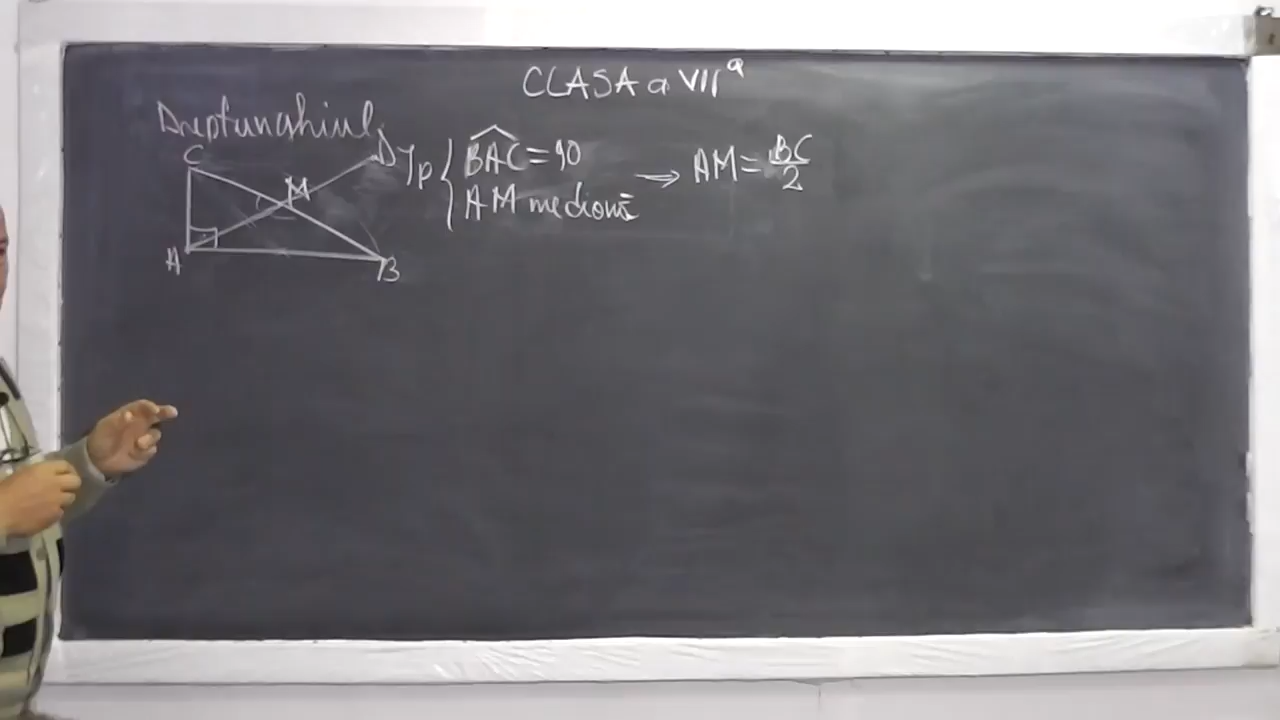 CLASA a VII a
Dreptunghiul
C
D
M
A
B
Ip { BAC = 90
AM mediană
⇒ AM = BC/2